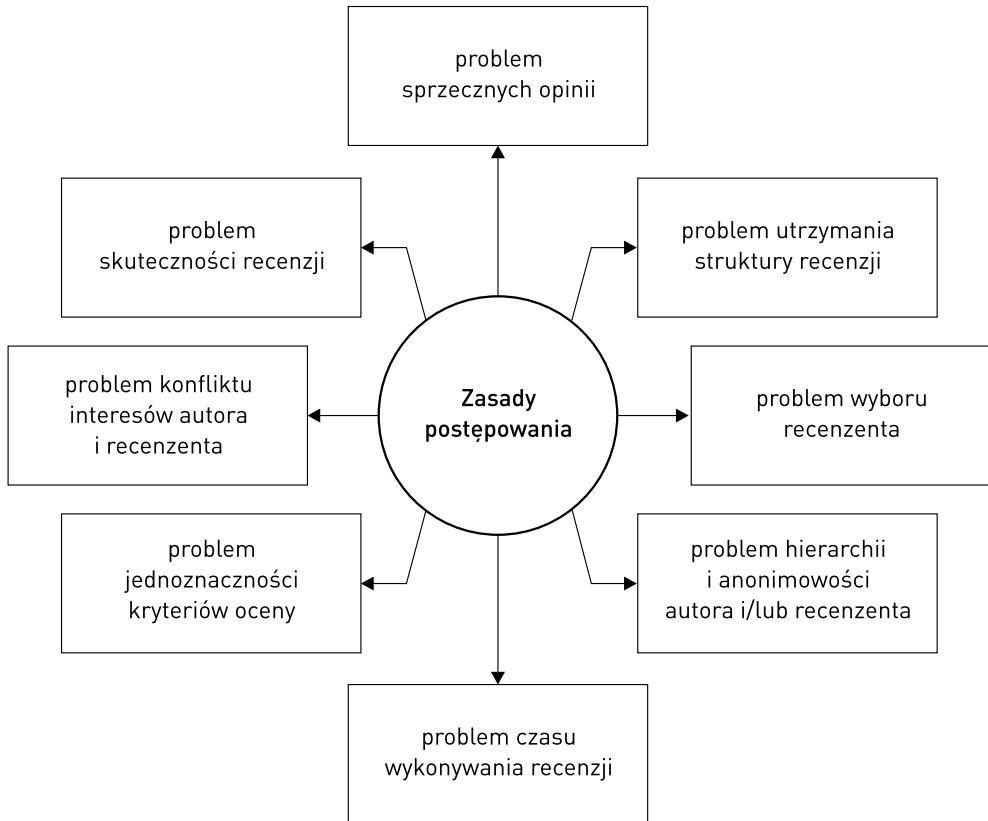 problem
sprzecznych opinii
problem
skuteczności recenzji
problem utrzymania
struktury recenzji
problem konfliktu
interesów autora
i recenzenta
Zasady
postępowania
problem wyboru
recenzenta
problem
jednoznaczności
kryteriów oceny
problem hierarchii
i anonimowości
autora i/lub recenzenta
problem czasu
wykonywania recenzji